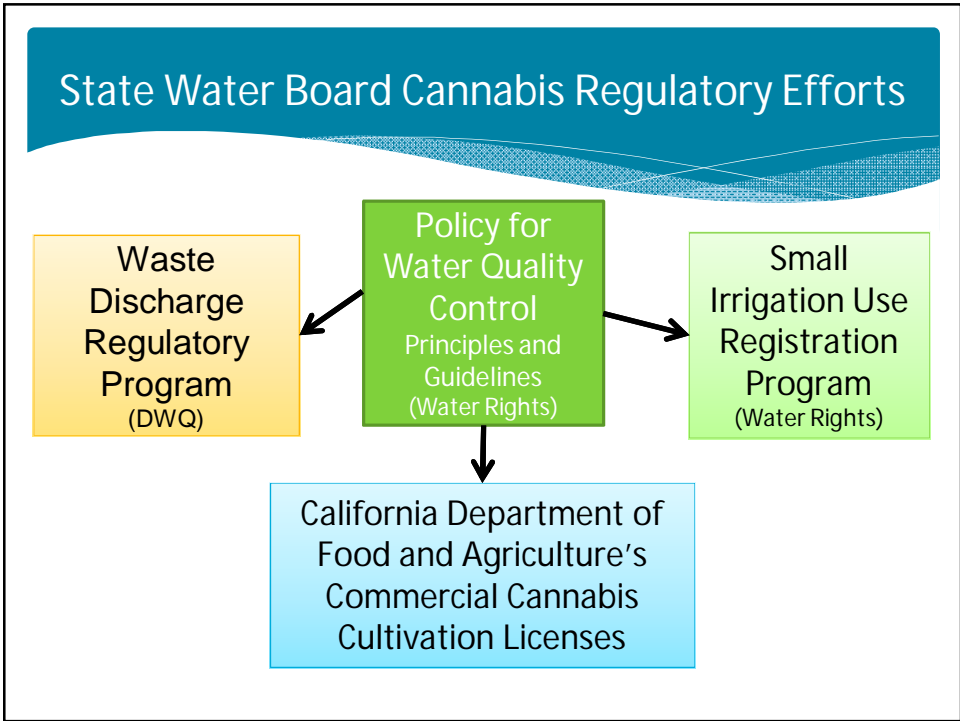 State Water Board Cannabis Regulatory Efforts
Waste
Discharge
Regulatory
Program
(DWQ)
Policy for
Water Quality
Control
Principles and
Guidelines
(Water Rights)
Small
Irrigation Use
Registration
Program
(Water Rights)
California Department of
Food and Agriculture’s
Commercial Cannabis
Cultivation Licenses